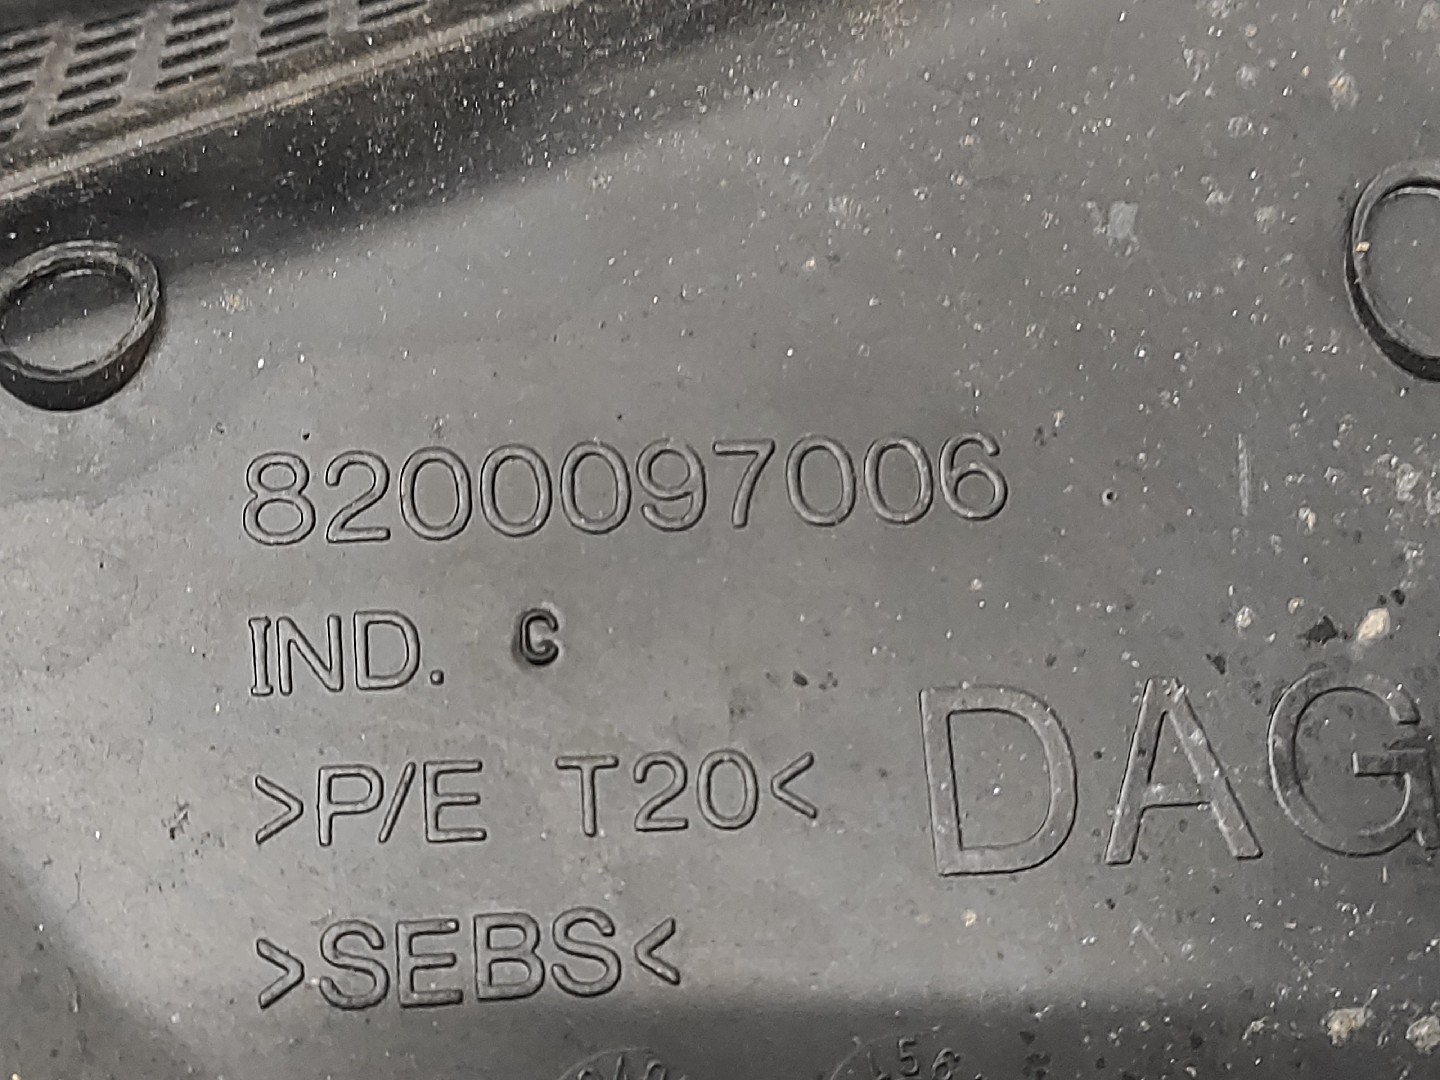 8200097006
IND. C
>P/E T20<
DAG
>SEBS<